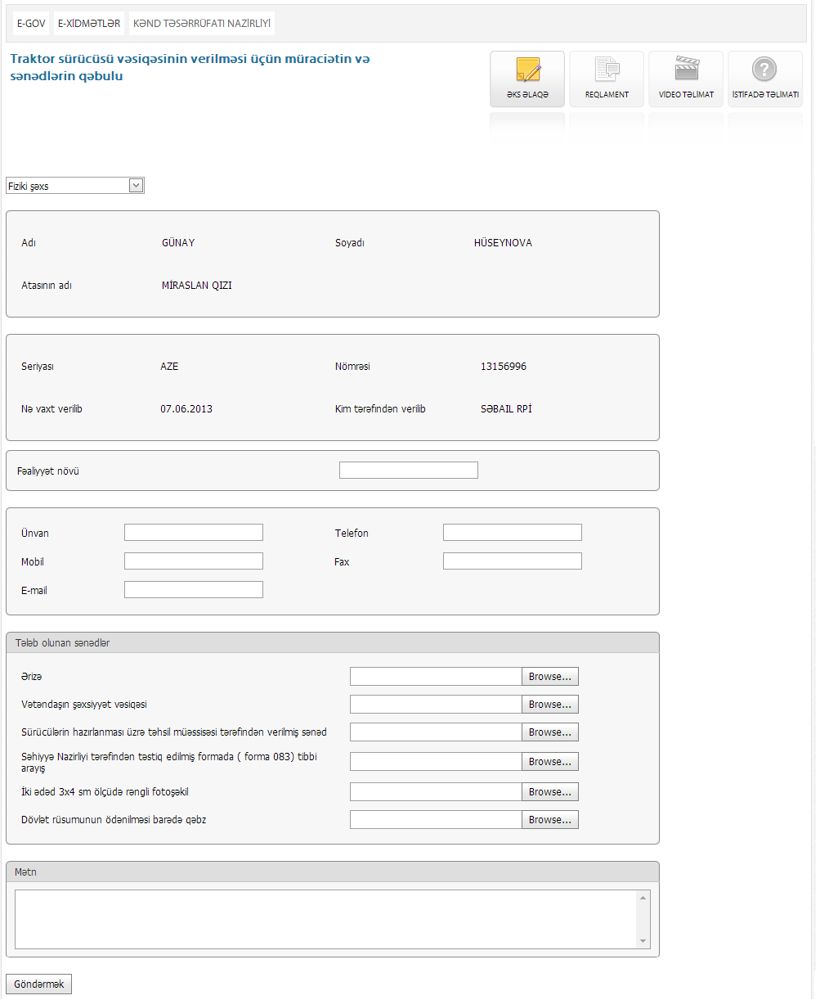 E-GOV E-XİDMƏTLƏR KƏND TƏSƏRRÜFATI NAZİRLİYİ
Traktor sürücüsü vəsiqəsinin verilməsi üçün müraciətin və
sənədlərin qəbulu
ƏKS ƏLAQƏ REQLAMENT VİDEO TƏLİMAT İSTİFADƏ TƏLİMATI
Fiziki şəxs
Adı GÜNAY Soyadı HÜSEYNOVA
Atasının adı MİRASLAN QIZI
Seriyası AZE Nömrəsi 13156996
Nə vaxt verilib 07.06.2013 Kim tərəfindən verilib SƏBAIL RPİ
Fəaliyyət növü
Ünvan Telefon
Mobil Fax
E-mail
Tələb olunan sənədlər
Ərizə Browse...
Vətəndaşın şəxsiyyət vəsiqəsi Browse...
Sürücülərin hazırlanması üzrə təhsil müəssisəsi tərəfindən verilmiş sənəd Browse...
Səhiyyə Nazirliyi tərəfindən təstiq edilmiş formada ( forma 083) tibbi
arayış Browse...
İki ədəd 3x4 sm ölçüdə rəngli fotoşəkil Browse...
Dövlət rüsumunun ödənilməsi barədə qəbz Browse...
Mətn
Göndərmək